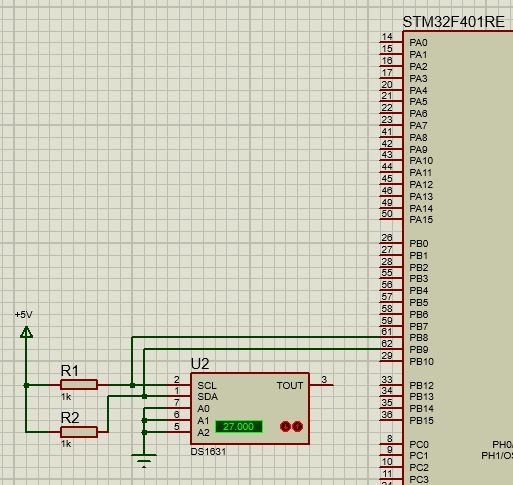 STM32F401RE
14 PA0
15 PA1
16 PA2
17 PA3
20 PA4
21 PA5
22 PA6
23 PA7
41 PA8
42 PA9
43 PA10
44 PA11
45 PA12
46 PA13
49 PA14
50 PA15
26 PB0
27 PB1
28 PB2
55 PB3
56 PB4
57 PB5
58 PB6
59 PB7
61 PB8
62 PB9
29 PB10
33 PB12
34 PB13
35 PB14
36 PB15
8 PC0 PH0/
9 PC1 PH1/OS
10 PC2
11 PC3
+5V
R1
1k
R2
1k
U2
2 SCL TOUT 3
1 SDA
7 A0
6 A1
5 A2
27.000
DS1631